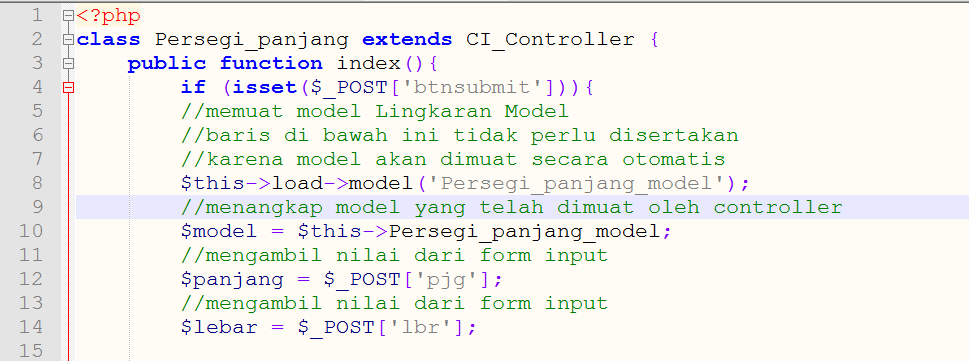 1 <?php
2 class Persegi_panjang extends CI_Controller {
3 public function index(){
4 if (isset($_POST['btnsubmit'])){
5 //memuat model Lingkaran Model
6 //baris di bawah ini tidak perlu disertakan
7 //karena model akan dimuat secara otomatis
8 $this->load->model('Persegi_panjang_model');
9 //menangkap model yang telah dimuat oleh controller
10 $model = $this->Persegi_panjang_model;
11 //mengambil nilai dari form input
12 $panjang = $_POST['pjg'];
13 //mengambil nilai dari form input
14 $lebar = $_POST['lbr'];
15